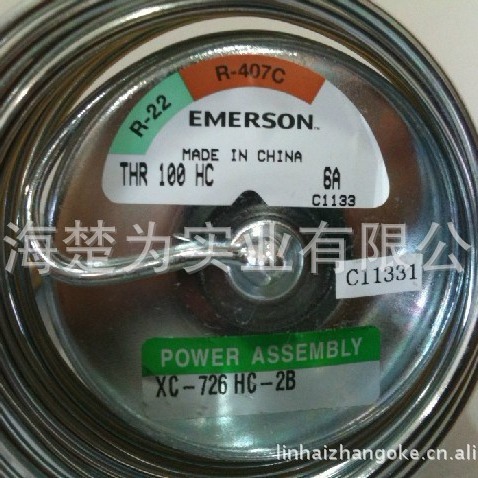 R-22 R-407C
EMERSON™
MADE IN CHINA
THR 100 HC 6A
C1133
海楚为实业有限公
C11331
POWER ASSEMBLY
XC-726 HC-2B
linhaizhangoke.cn.ali